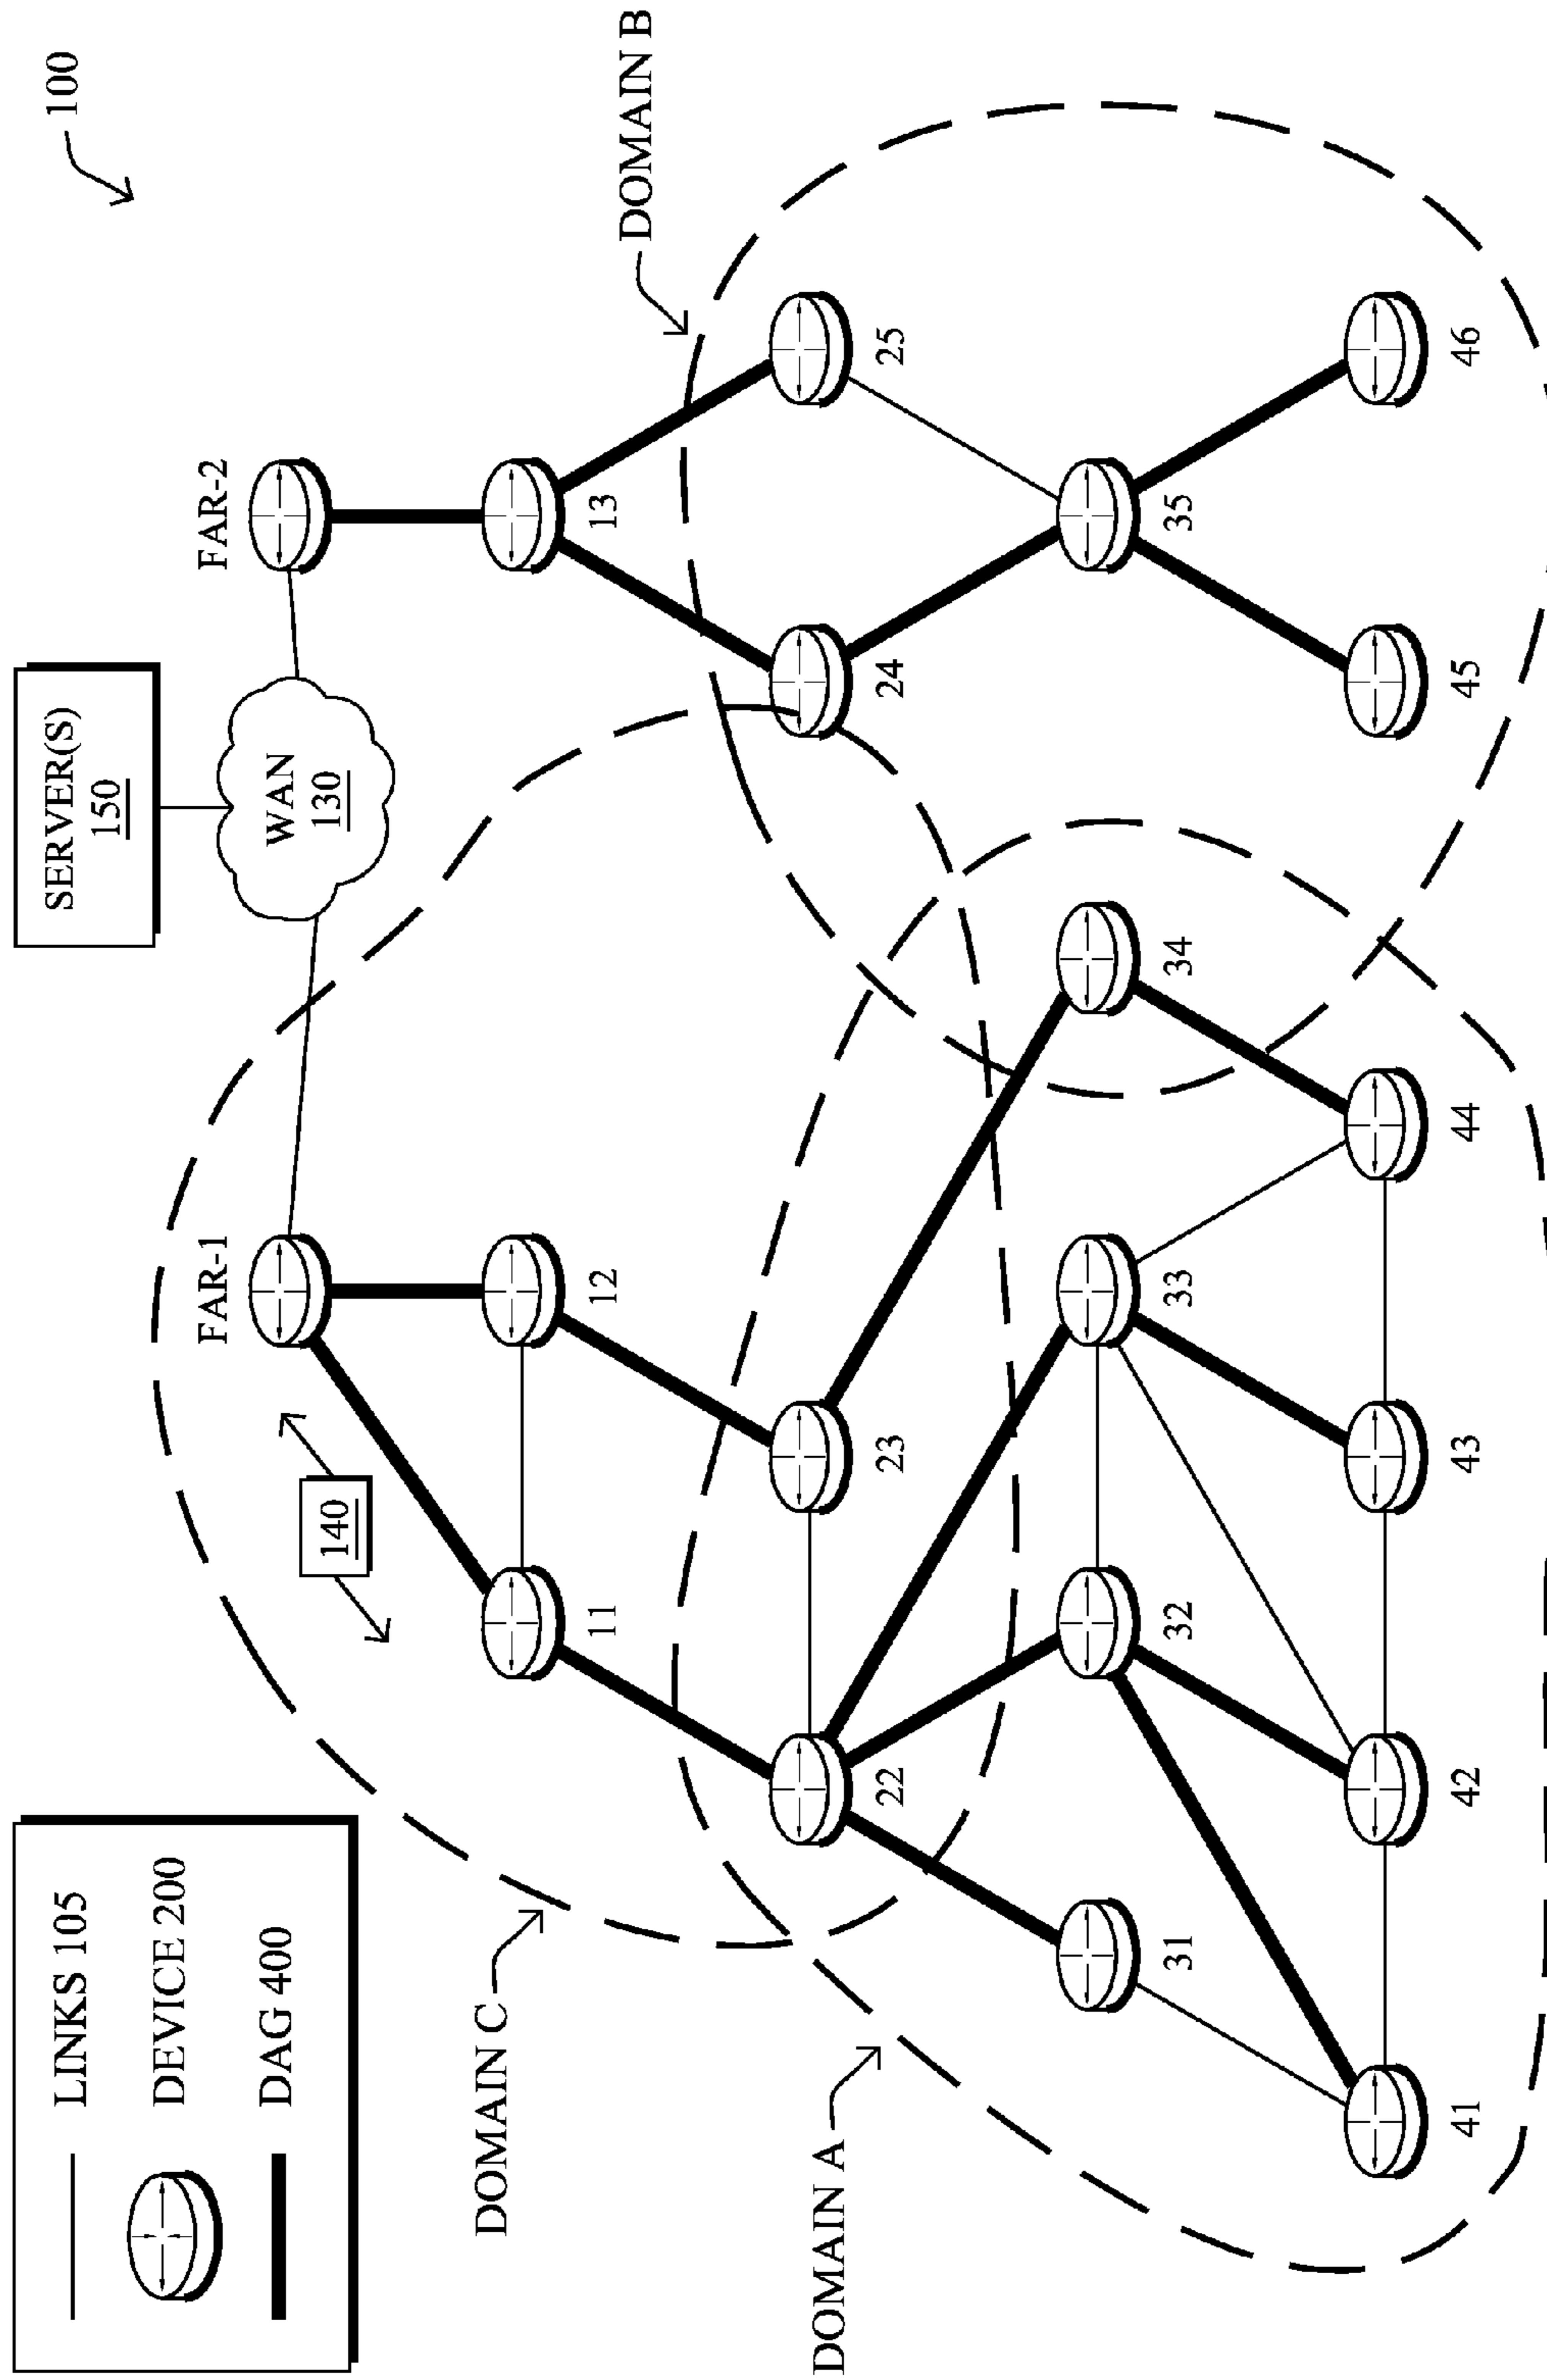 LINKS 105
DEVICE 200
DAG 400
SERVER(S)
150
100
WAN
130
FAR-1
FAR-2
140
DOMAIN C
DOMAIN B
DOMAIN A
11
12
13
22
23
24
25
31
32
33
34
35
41
42
43
44
45
46